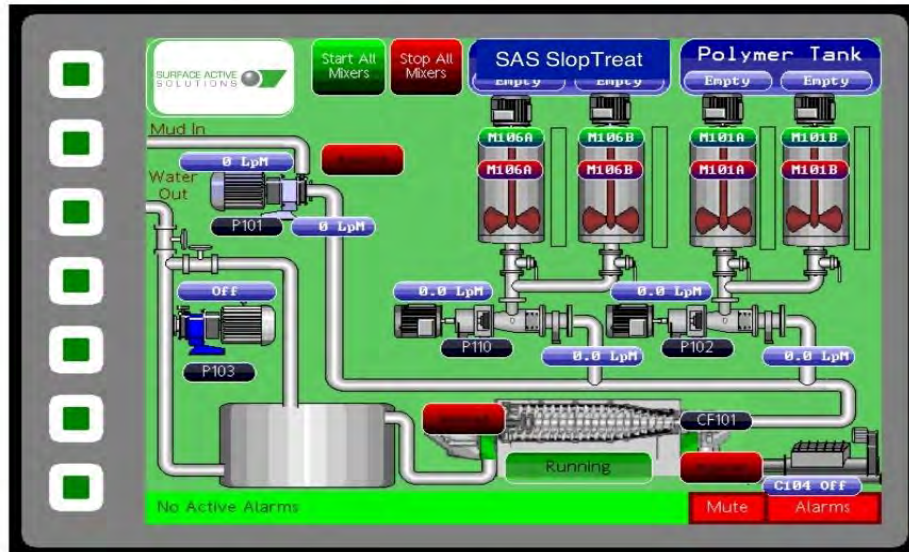 SURFACE ACTIVE
SOLUTIONS
Start All
Mixers
Stop All
Mixers
SAS SlopTreat
Empty
Empty
Polymer Tank
Empty
Empty
Mud In
0 LpM
Water
Out
P101
0 LpM
M106A
M106B
M101A
M101B
M106A
M106B
M101A
M101B
Off
P103
0.0 LpM
P110
0.0 LpM
0.0 LpM
P102
0.0 LpM
CF101
Running
C104 Off
No Active Alarms
Mute
Alarms